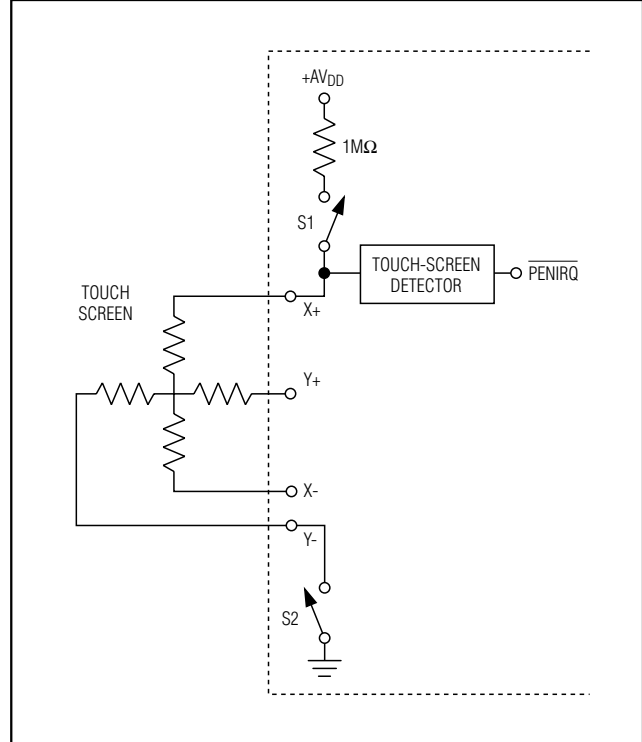 +AVDD
1MΩ
S1
TOUCH-SCREEN
DETECTOR
PENIRQ
TOUCH
SCREEN
X+
Y+
X-
Y-
S2